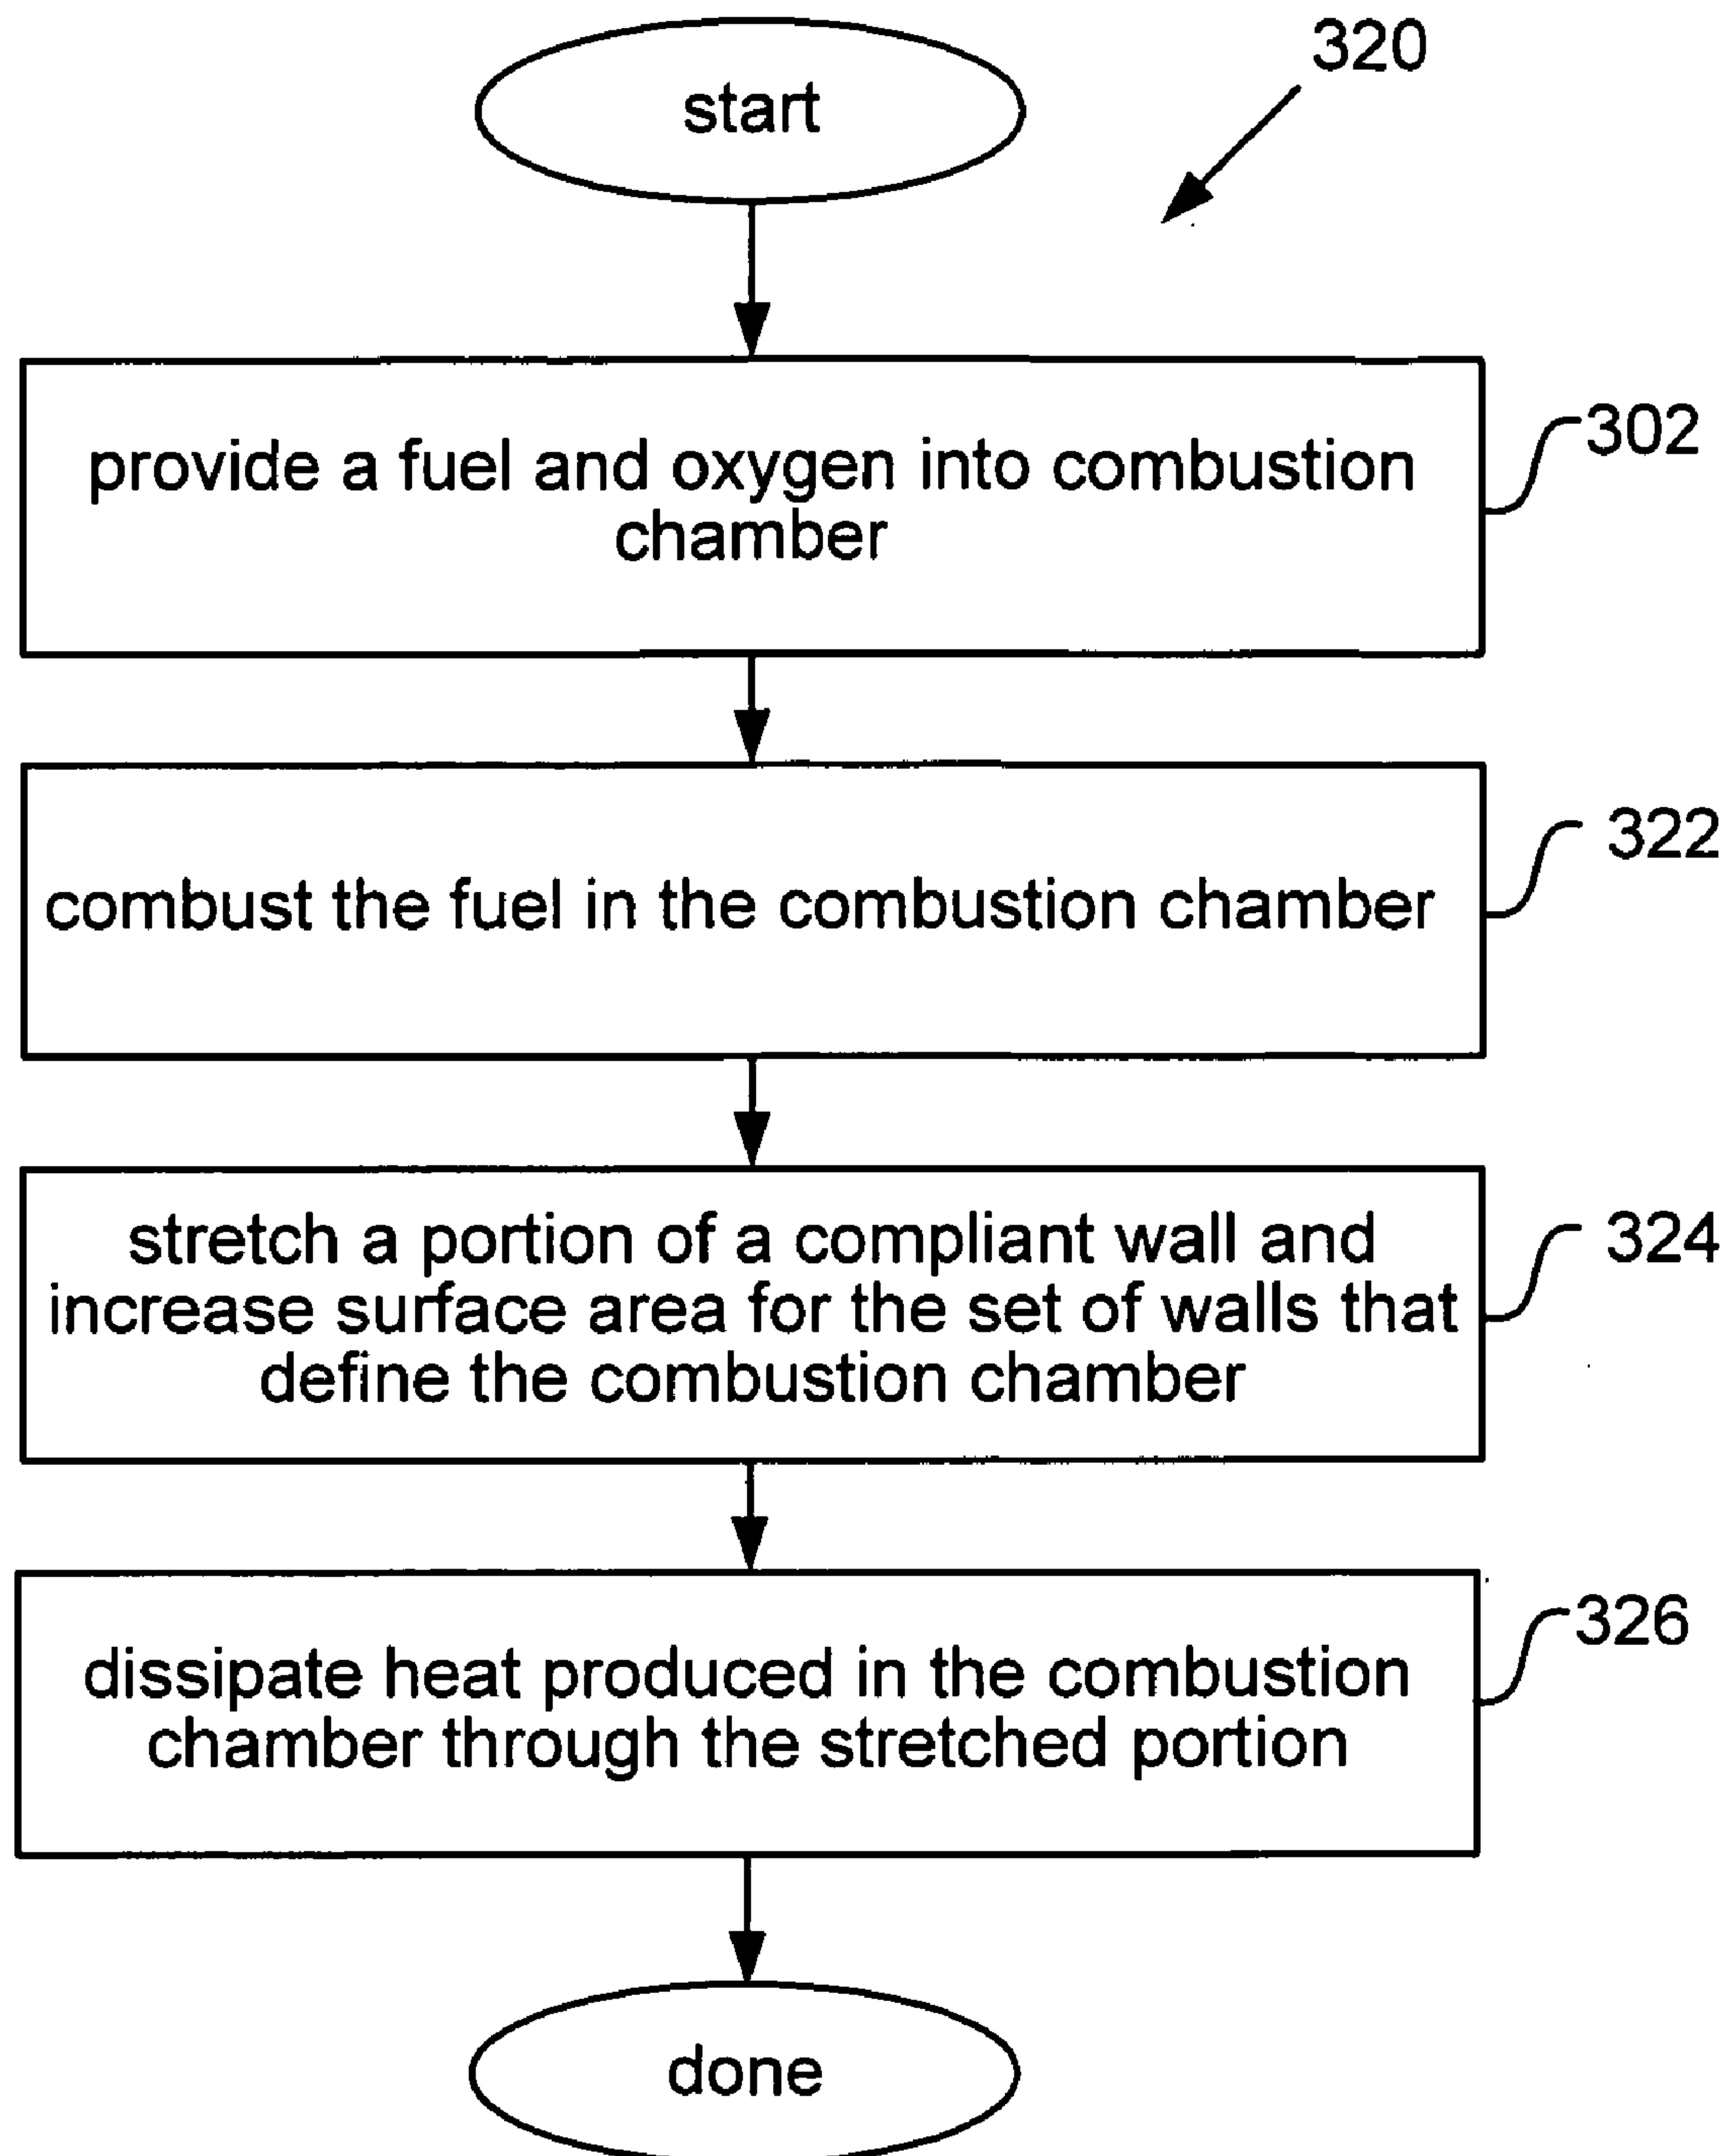 320
start
provide a fuel and oxygen into combustion
chamber
302
combust the fuel in the combustion chamber
322
stretch a portion of a compliant wall and
increase surface area for the set of walls that
define the combustion chamber
324
dissipate heat produced in the combustion
chamber through the stretched portion
326
done